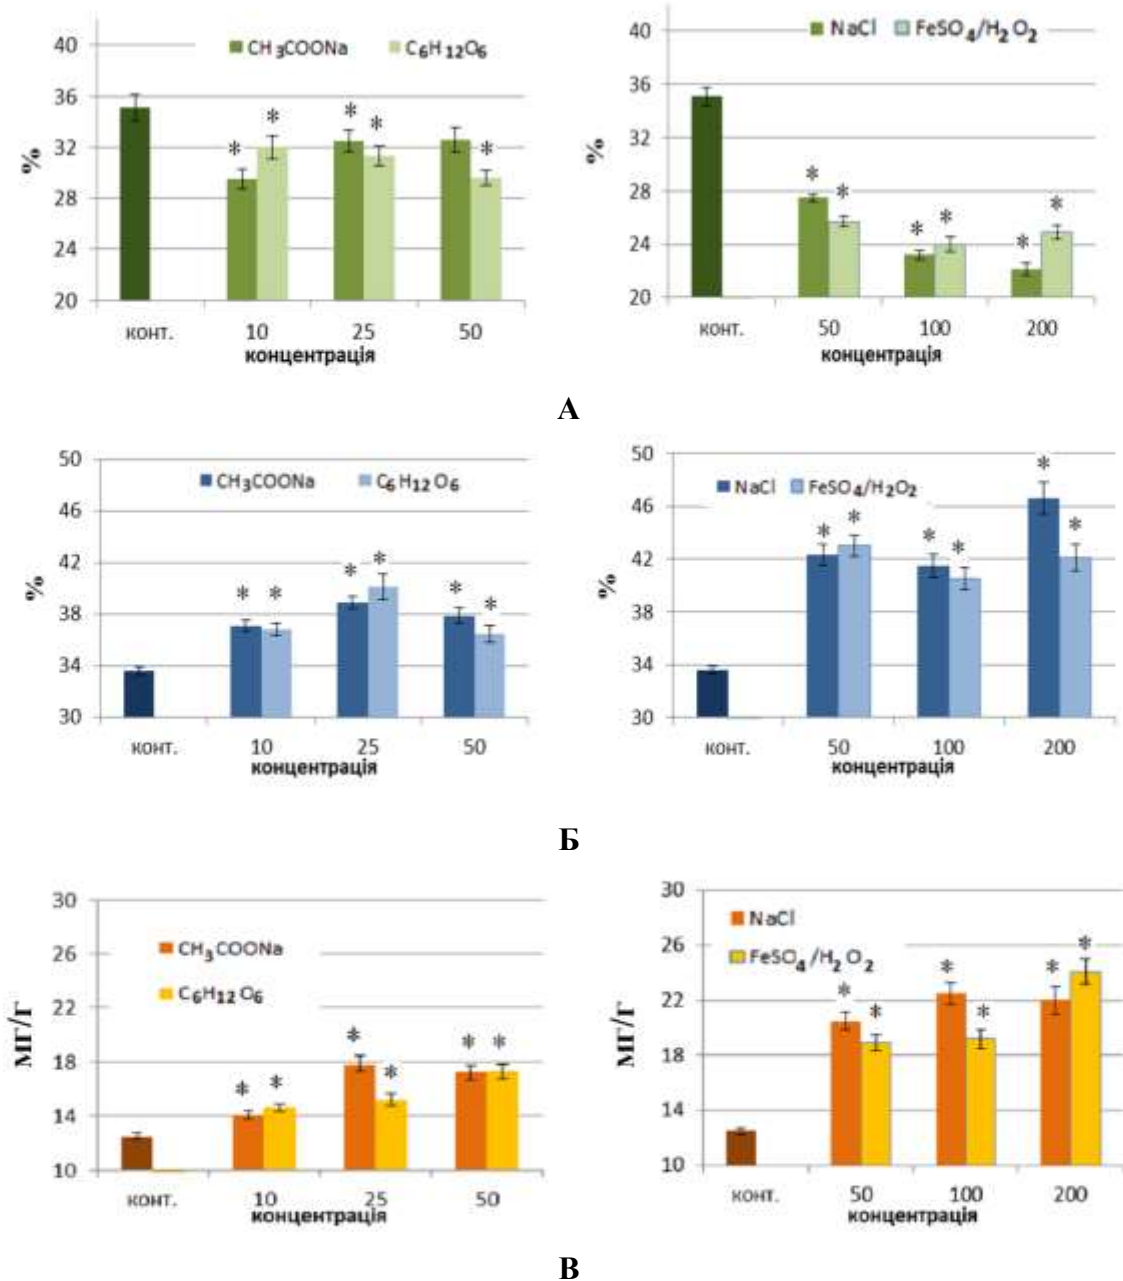 CH3COONa C6H12O6
40
36
32
28
24
20
%
* * * * *
конт. 10 25 50
концентрація
NaCl FeSO4/H2O2
40
36
32
28
24
20
%
* * * * * *
конт. 50 100 200
концентрація
А
CH3COONa C6H12O6
50
46
42
38
34
30
%
* * * * * *
конт. 10 25 50
концентрація
NaCl FeSO4/H2O2
50
46
42
38
34
30
%
* * * * * *
конт. 50 100 200
концентрація
Б
CH3COONa
C6H12O6
30
26
22
18
14
10
МГ/Г
* * * * * *
конт. 10 25 50
концентрація
NaCl
FeSO4/H2O2
30
26
22
18
14
10
МГ/Г
* * * * * *
конт. 50 100 200
концентрація
В